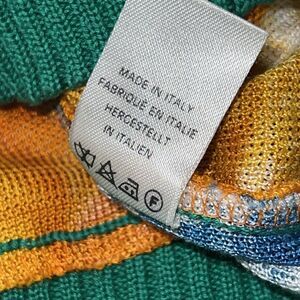 MADE IN ITALY
FABRIQUÉ EN ITALIE
HERGESTELLT
IN ITALIEN
F